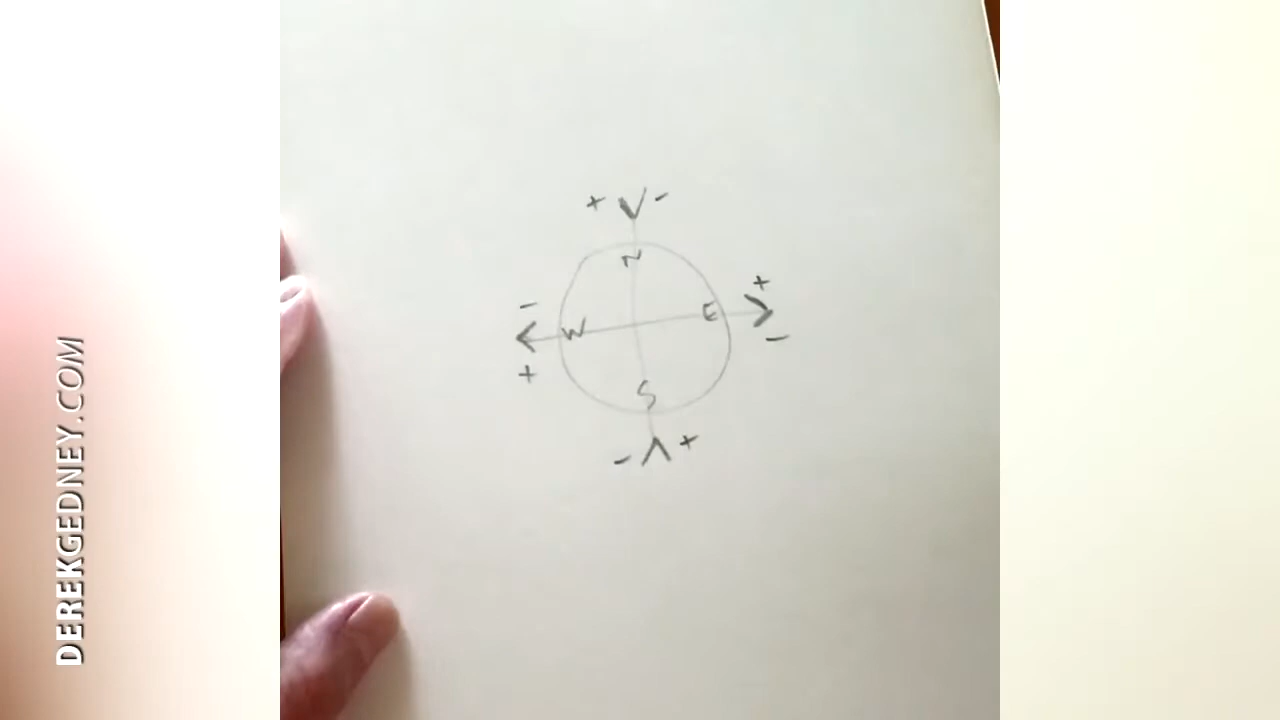 DEREKGEDNEY.COM
+ V -
N
- + 
< W E >
+ -
S
- Λ +